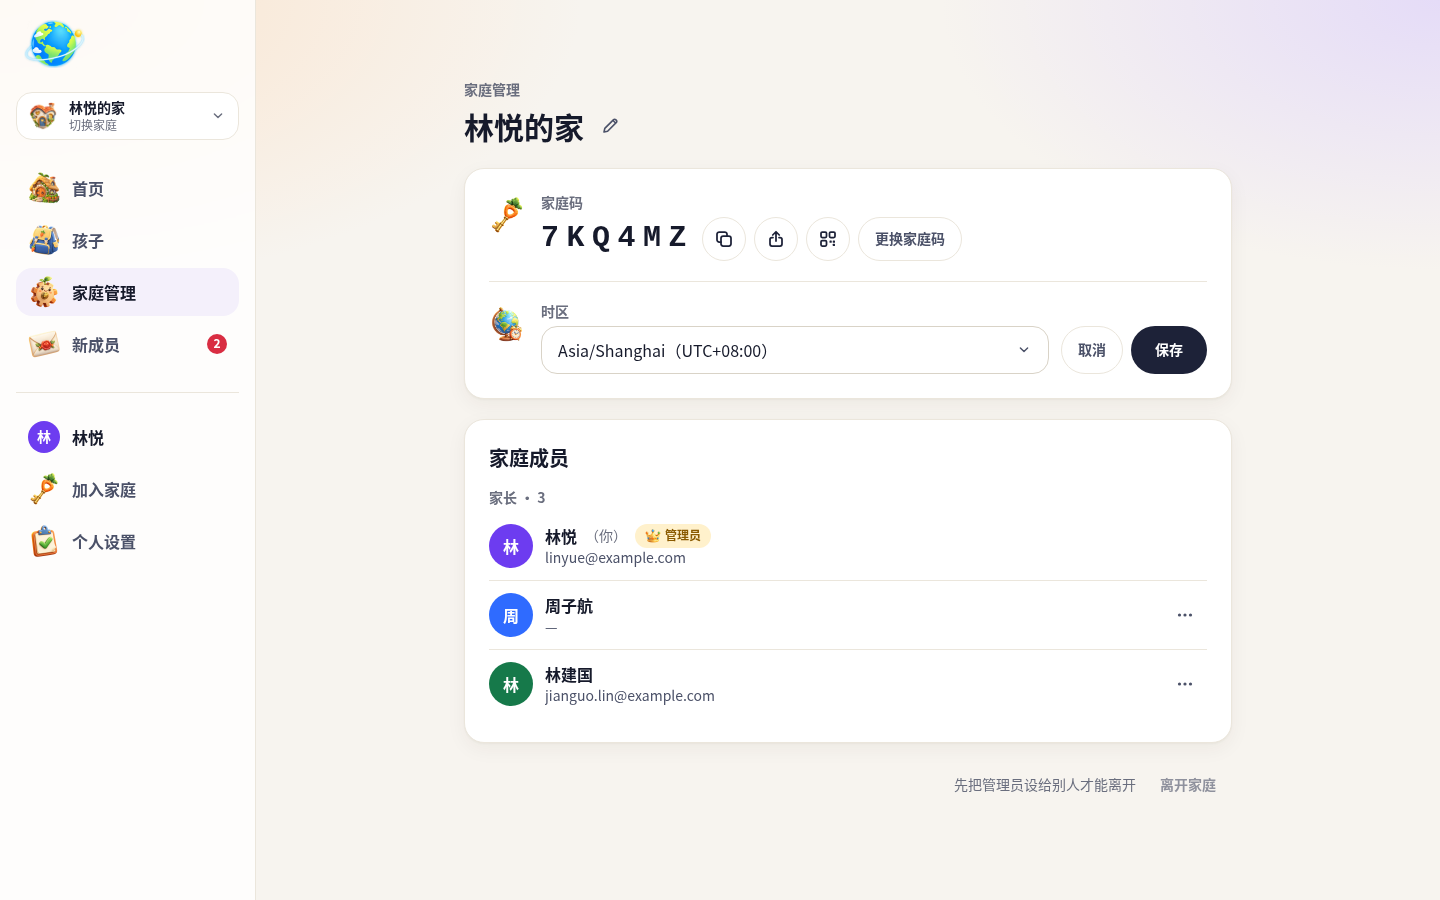 林悦的家
切换家庭
首页
孩子
家庭管理
新成员
2
林
林悦
加入家庭
个人设置
家庭管理
林悦的家
家庭码
7KQ4MZ
更换家庭码
时区
Asia/Shanghai（UTC+08:00）
取消
保存
家庭成员
家长 · 3
林
林悦 （你） 管理员
linyue@example.com
周
周子航
—
林
林建国
jianguo.lin@example.com
先把管理员设给别人才能离开 离开家庭